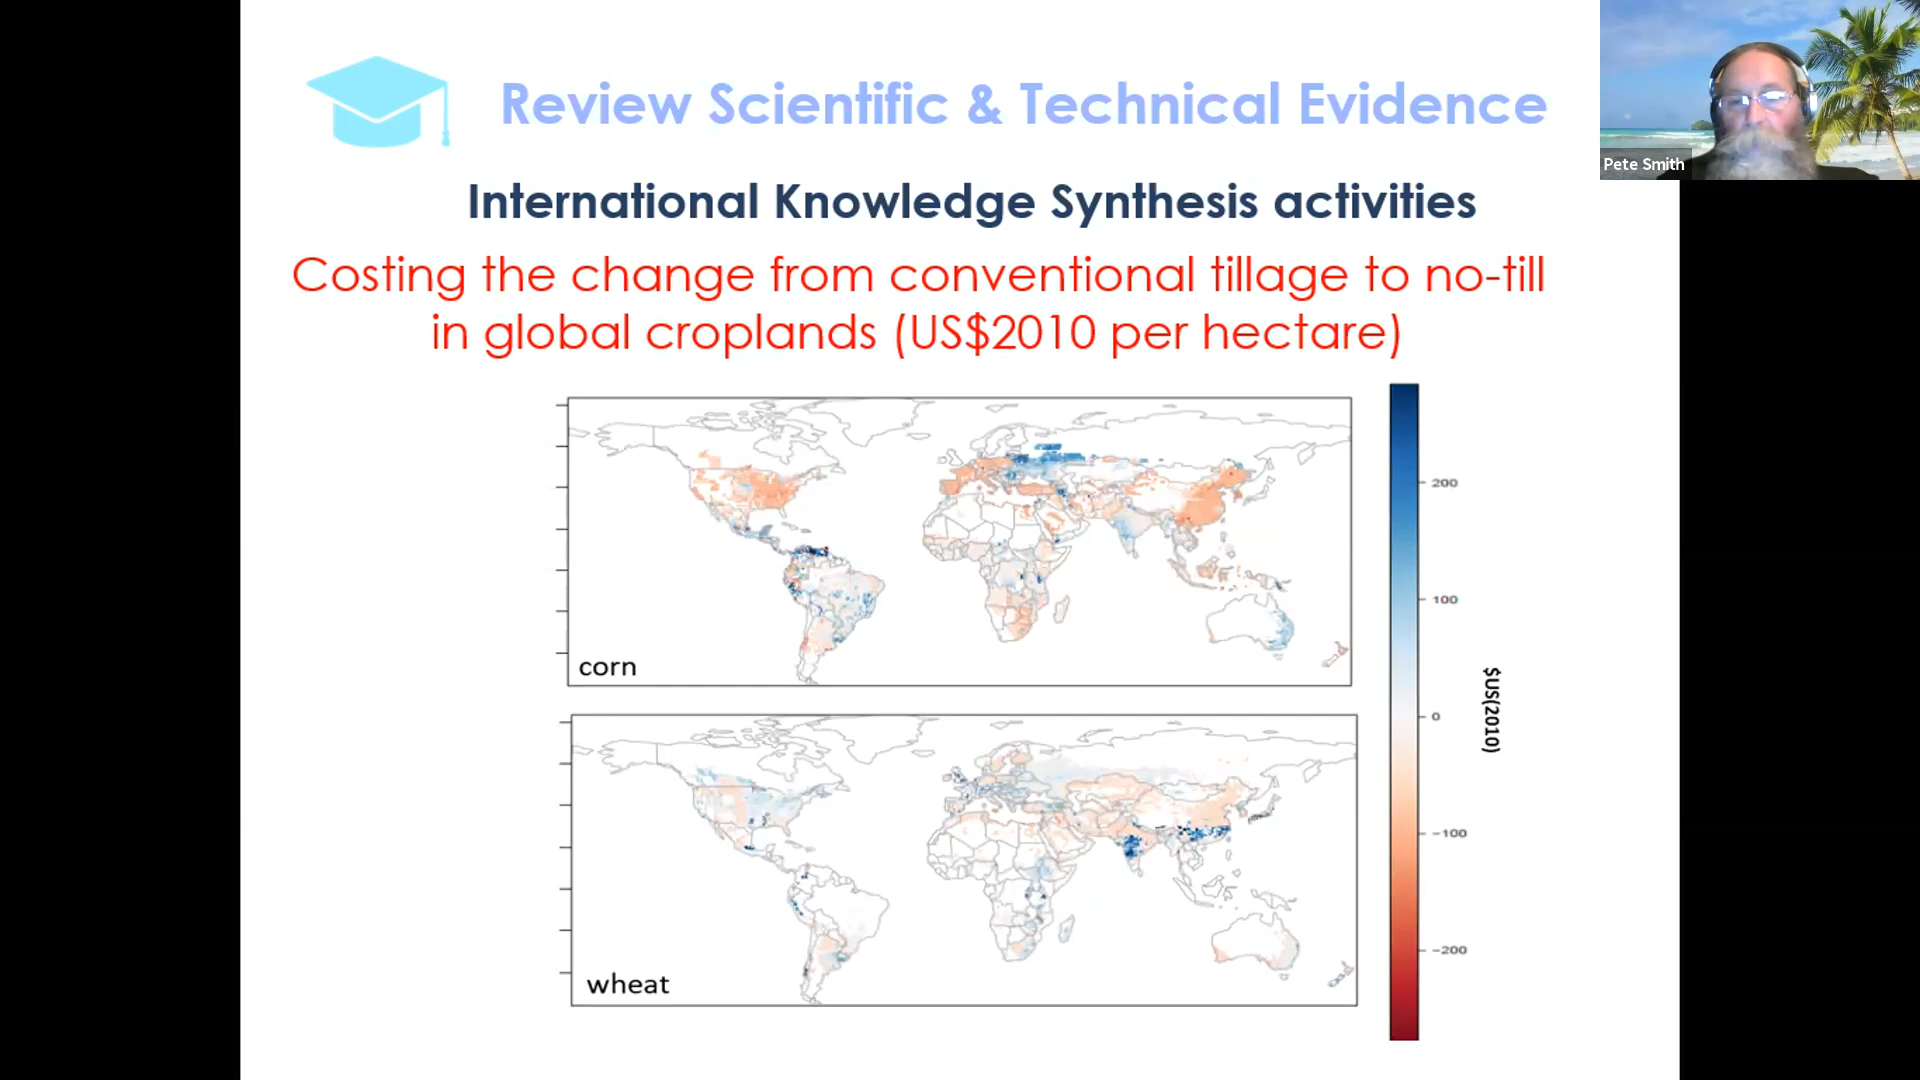 Review Scientific & Technical Evidence
Pete Smith
International Knowledge Synthesis activities
Costing the change from conventional tillage to no-till
in global croplands (US$2010 per hectare)
corn
wheat
200
100
0
−100
−200
$US(2010)